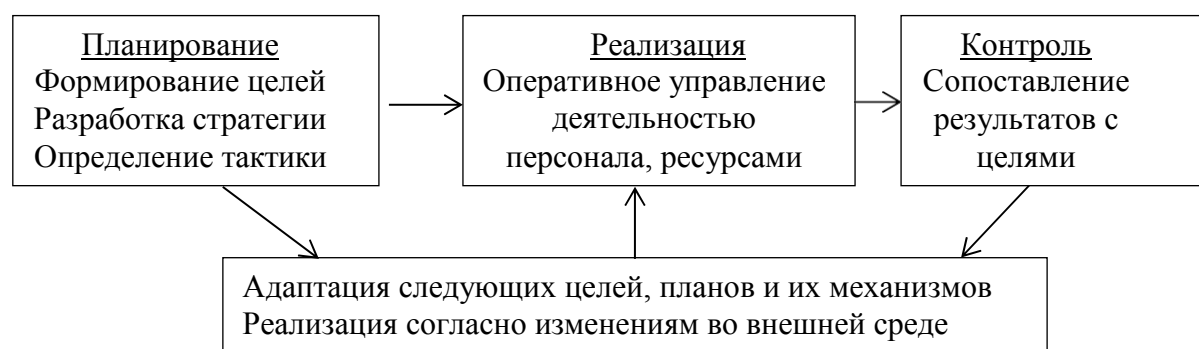 Планирование
Формирование целей
Разработка стратегии
Определение тактики
Реализация
Оперативное управление
деятельностью
персонала, ресурсами
Контроль
Сопоставление
результатов с
целями
Адаптация следующих целей, планов и их механизмов
Реализация согласно изменениям во внешней среде